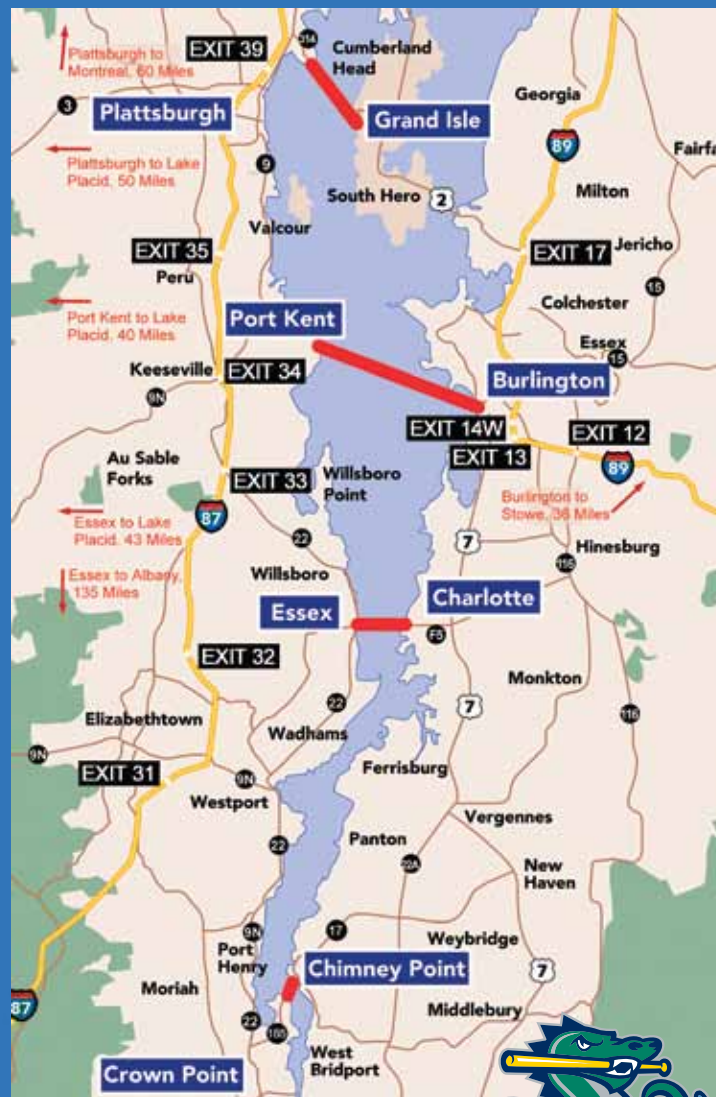 Plattsburgh to
Montreal, 60 Miles
EXIT 39
31A
Cumberland
Head
3
Plattsburgh
Grand Isle
Georgia
89
Fairfa
Plattsburgh to Lake
Placid, 50 Miles
9
South Hero
2
Milton
Valcour
EXIT 35
Peru
EXIT 17
Jericho
15
Port Kent to Lake
Placid, 40 Miles
Port Kent
Colchester
Essex
15
Keeseville
EXIT 34
9N
Burlington
EXIT 14W
EXIT 12
EXIT 13
89
Au Sable
Forks
EXIT 33
Willsboro
Point
87
Essex to Lake
Placid, 43 Miles
Burlington to
Stowe, 36 Miles
22
7
Hinesburg
116
Essex to Albany,
135 Miles
Willsboro
Essex
Charlotte
F5
EXIT 32
Monkton
22
7
116
Elizabethtown
Wadhams
9N
EXIT 31
9N
Ferrisburg
Westport
Vergennes
22
Panton
22A
New
Haven
9N
17
Port
Henry
Weybridge
Chimney Point
7
Moriah
87
22
Middlebury
185
West
Bridport
Crown Point